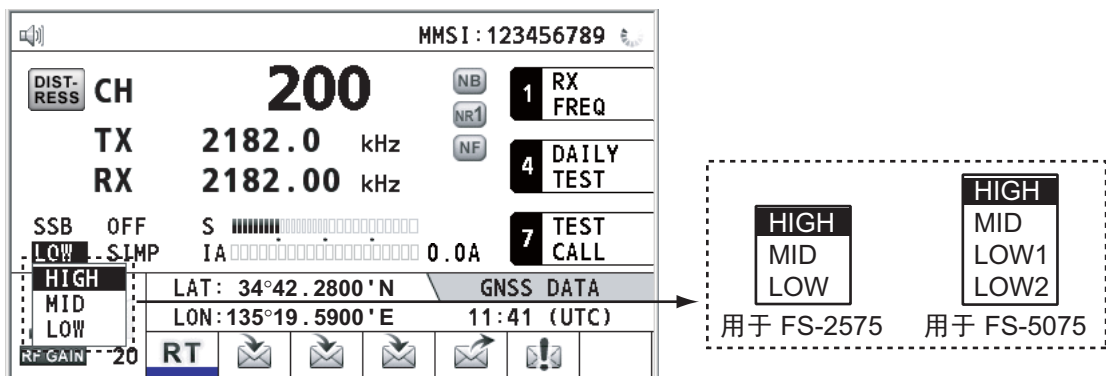 MMSI:123456789
DIST-
RESS
CH 200
NB
1 RX
FREQ
NR1
TX 2182.0 kHz
NF
4 DAILY
TEST
RX 2182.00 kHz
SSB OFF S
7 TEST
CALL
LOW SIMP IA 0.0A
HIGH
MID
LOW
LAT: 34°42.2800'N
GNSS DATA
LON:135°19.5900'E
11:41 (UTC)
RF GAIN 20
RT
HIGH
MID
LOW
用于 FS-2575
HIGH
MID
LOW1
LOW2
用于 FS-5075